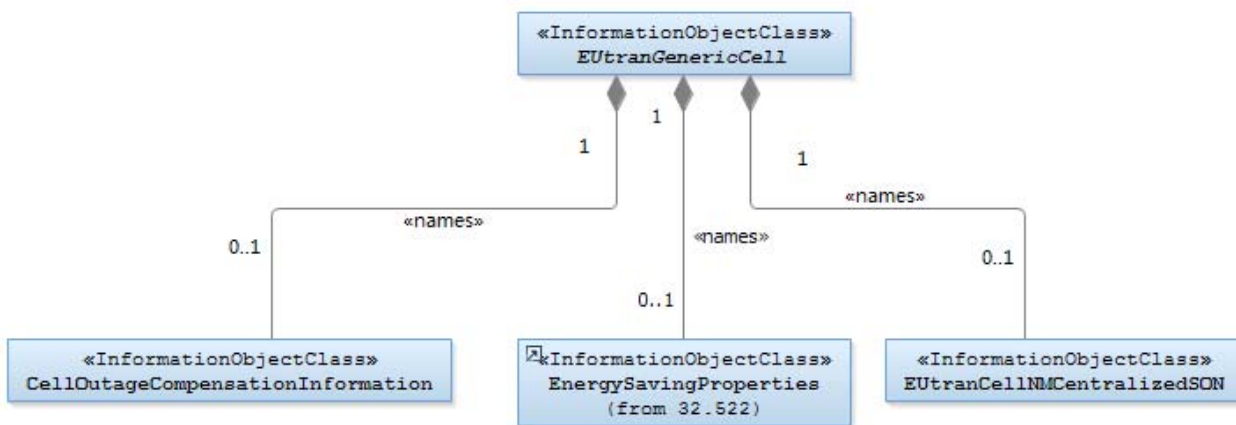 «InformationObjectClass»
EUtranGenericCell
1
1
1
«names»
«names»
«names»
0..1
0..1
0..1
«InformationObjectClass»
CellOutageCompensationInformation
«InformationObjectClass»
EnergySavingProperties
(from 32.522)
«InformationObjectClass»
EUtranCellNMCentralizedSON